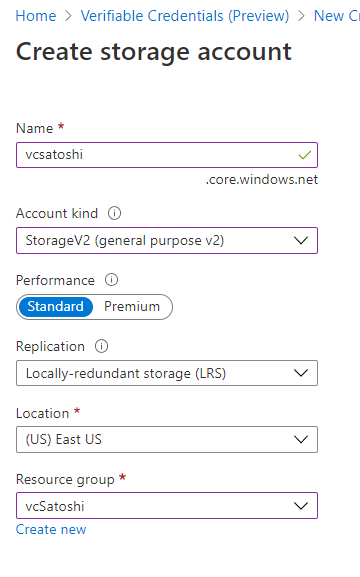 Home > Verifiable Credentials (Preview) > New Cr
Create storage account
Name *
vcsatoshi
.core.windows.net
Account kind
StorageV2 (general purpose v2)
Performance
Standard Premium
Replication
Locally-redundant storage (LRS)
Location *
(US) East US
Resource group *
vcSatoshi
Create new